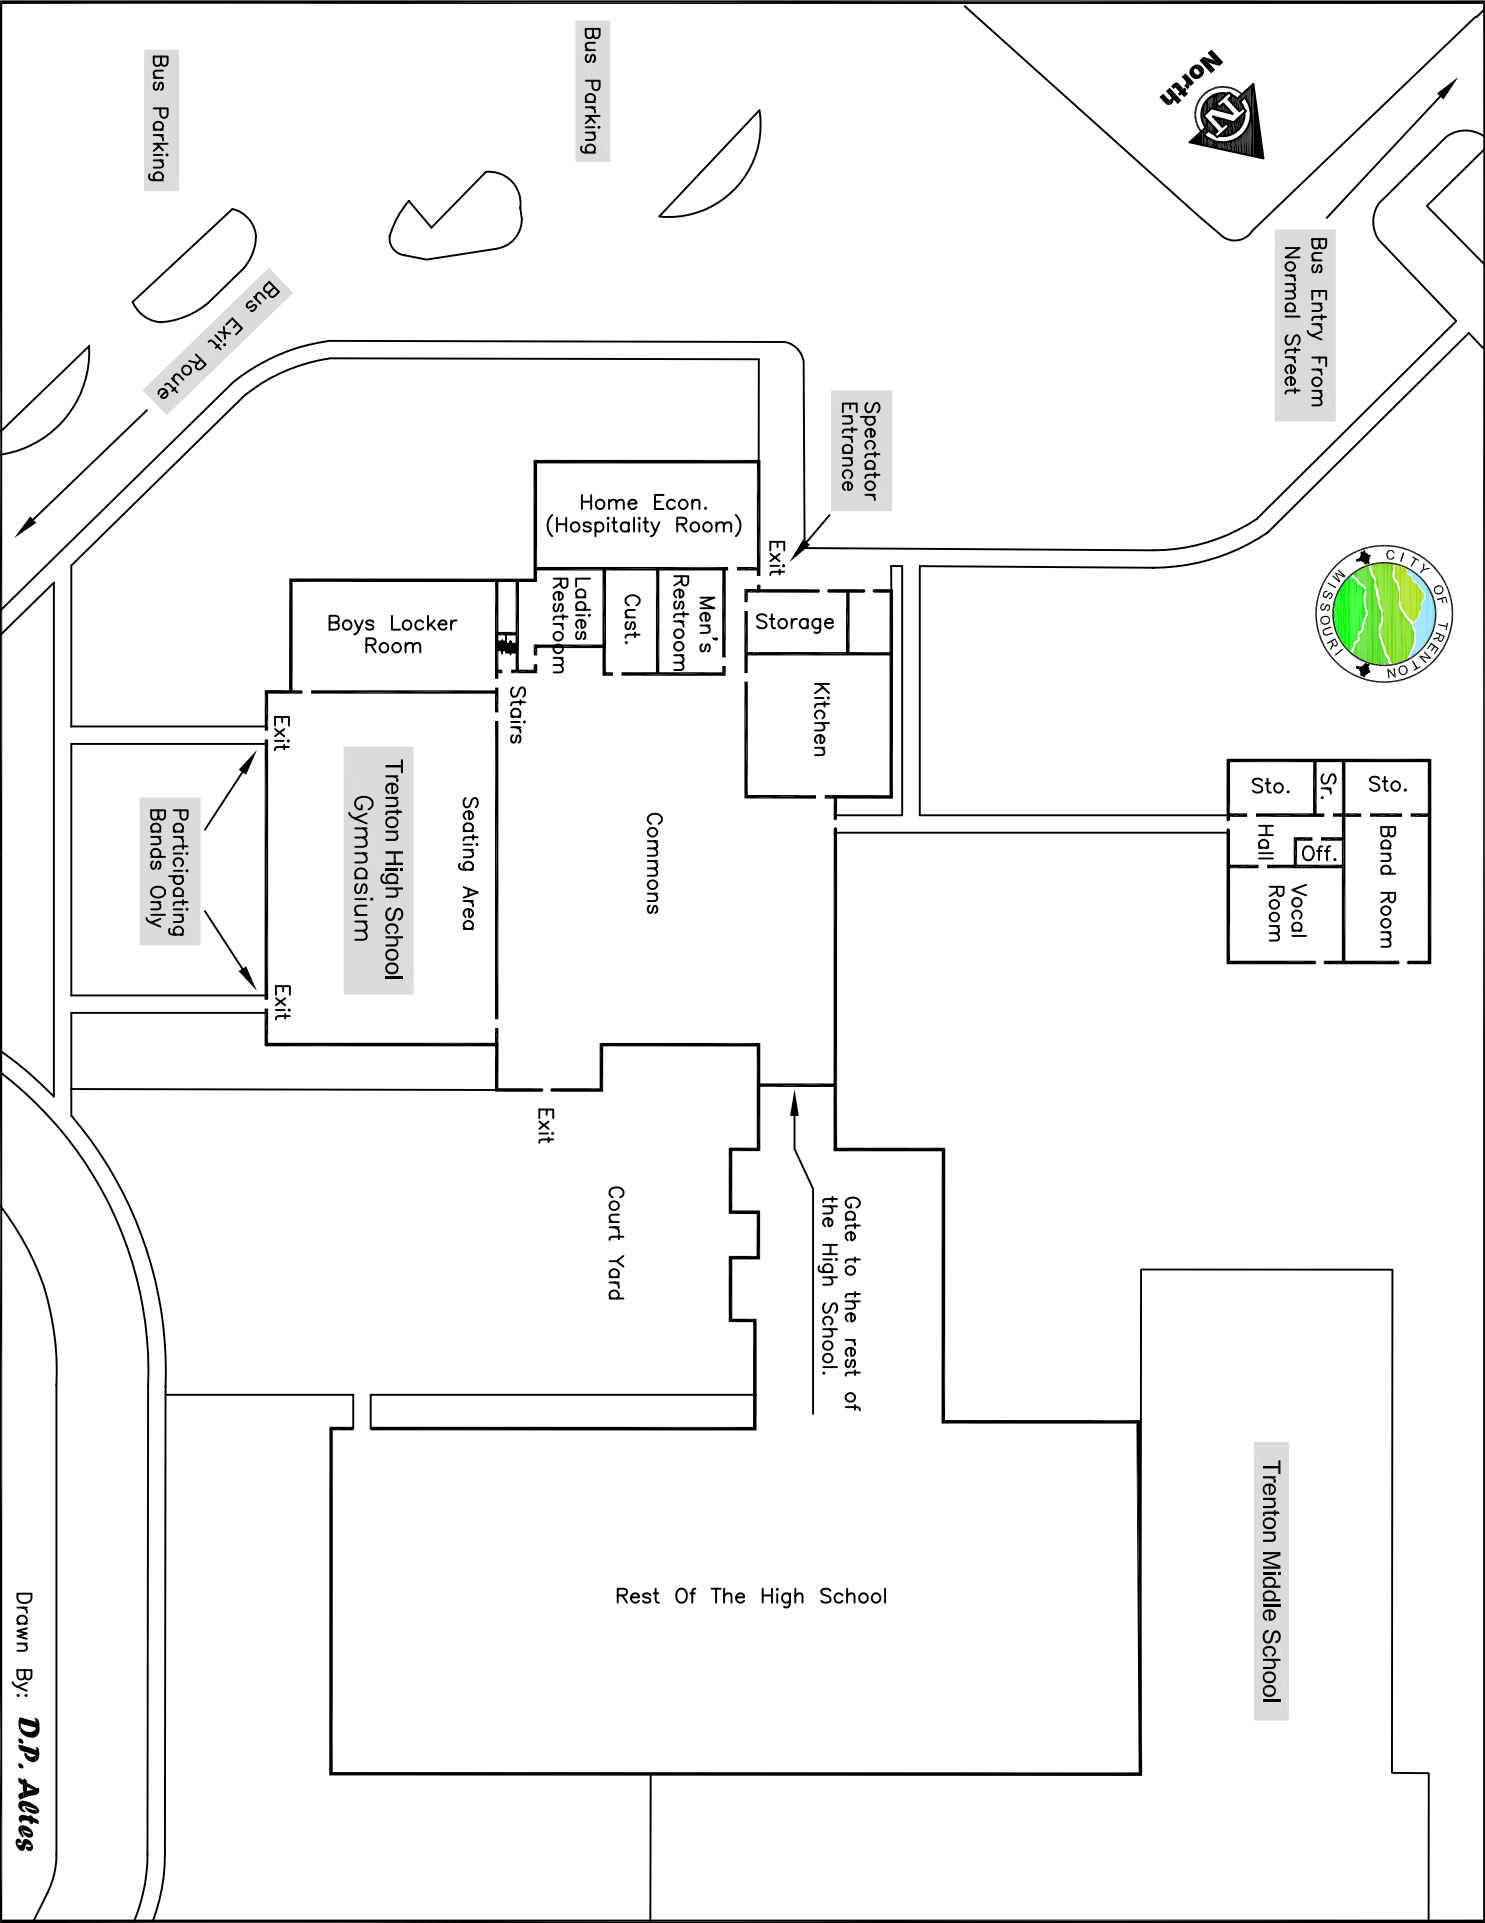 Bus Parking
Bus Parking
North
N
Bus Entry From
Normal Street
Bus Exit Route
Spectator
Entrance
Exit
Home Econ.
(Hospitality Room)
Ladies
Restroom
Cust.
Men's
Restroom
Storage
Boys Locker
Room
Stairs
Kitchen
CITY OF TRENTON
MISSOURI
Exit
Trenton High School
Gymnasium
Seating Area
Commons
Participating
Bands Only
Exit
Sto.
Sr.
Sto.
Hall
Off.
Band Room
Vocal
Room
Exit
Court Yard
Gate to the rest of
the High School.
Rest Of The High School
Trenton Middle School
Drawn By: D.P. Altes